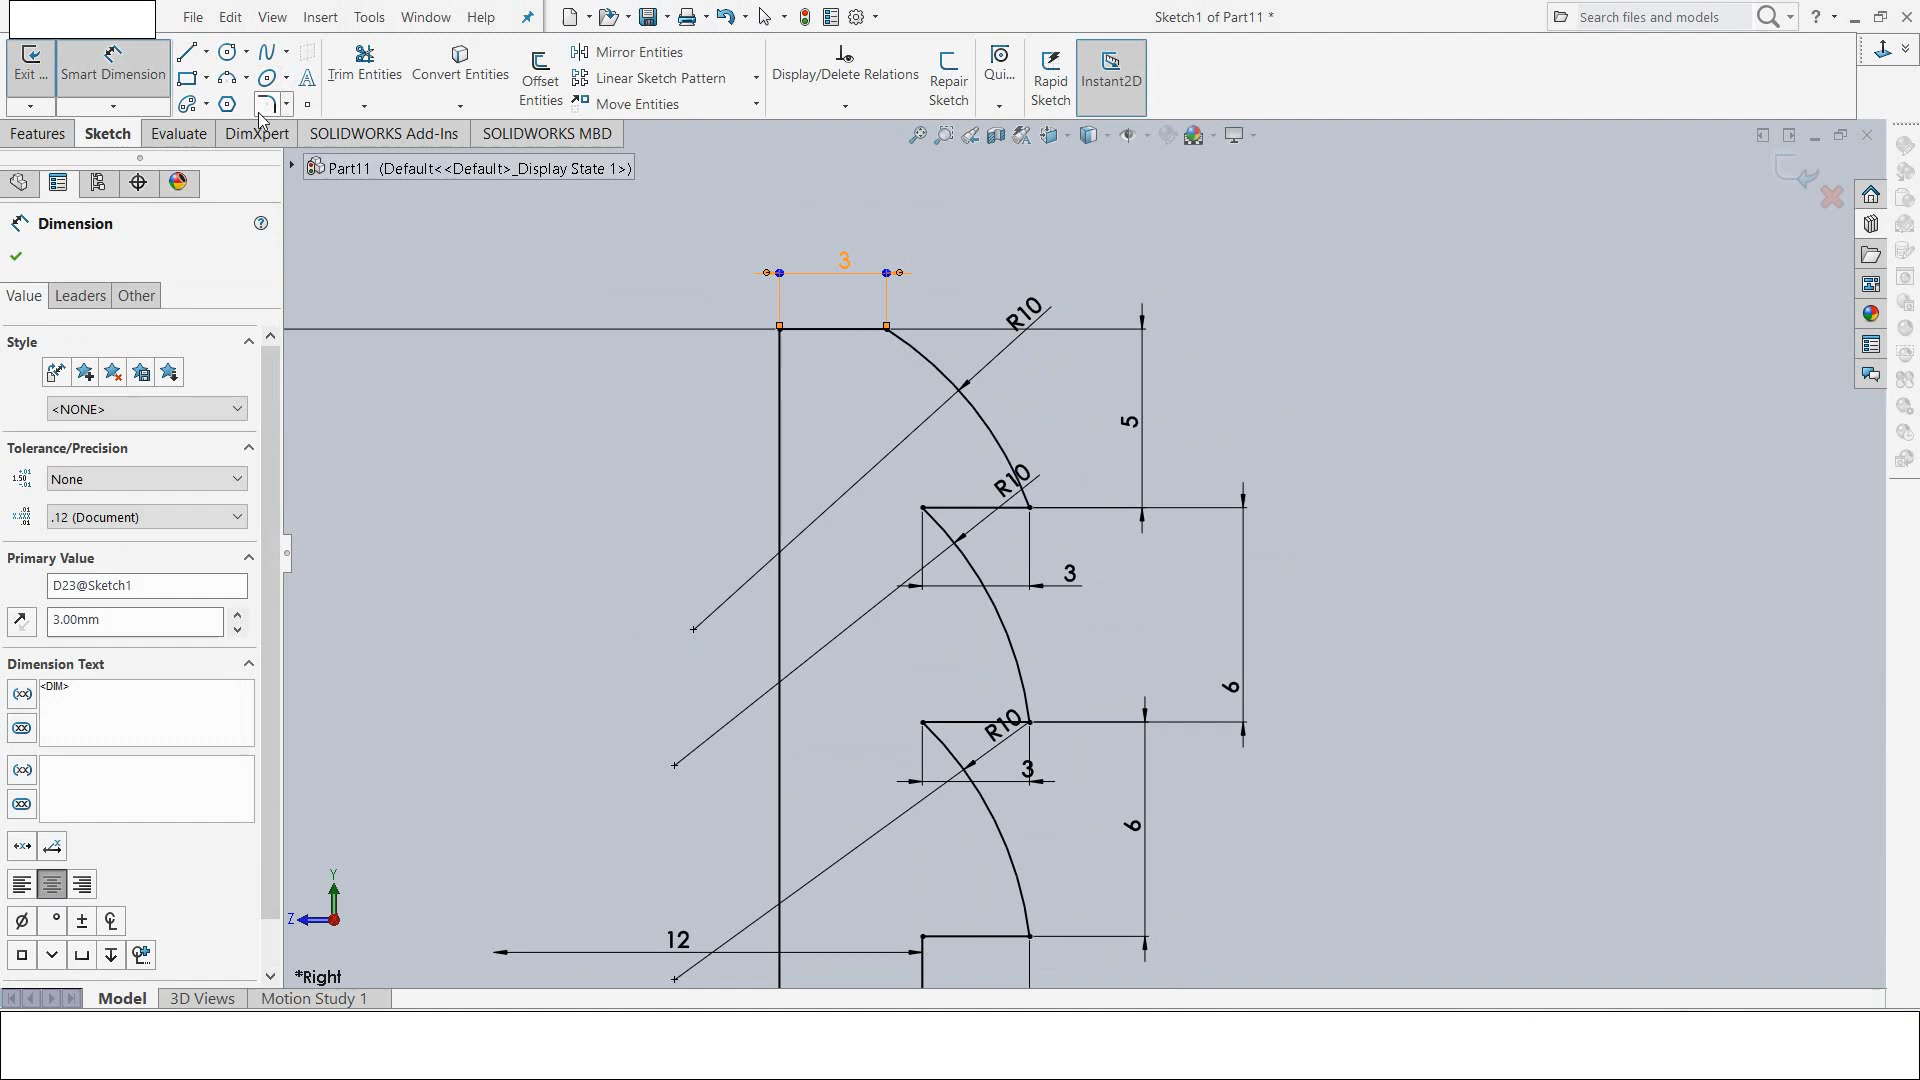 File Edit View Insert Tools Window Help
Sketch1 of Part11 *
Search files and models
?
Exit ...
Smart Dimension
Trim Entities
Convert Entities
Offset Entities
Mirror Entities
Linear Sketch Pattern
Move Entities
Display/Delete Relations
Repair Sketch
Qui...
Rapid Sketch
Instant2D
Features Sketch Evaluate DimXpert SOLIDWORKS Add-Ins SOLIDWORKS MBD
Part11 (Default<<Default>_Display State 1>)
Dimension
?
Value Leaders Other
Style
<NONE>
Tolerance/Precision
None
.12 (Document)
Primary Value
D23@Sketch1
3.00mm
Dimension Text
<DIM>
3
R10
5
R10
3
6
R10
3
6
12
Y
Z
*Right
Model 3D Views Motion Study 1